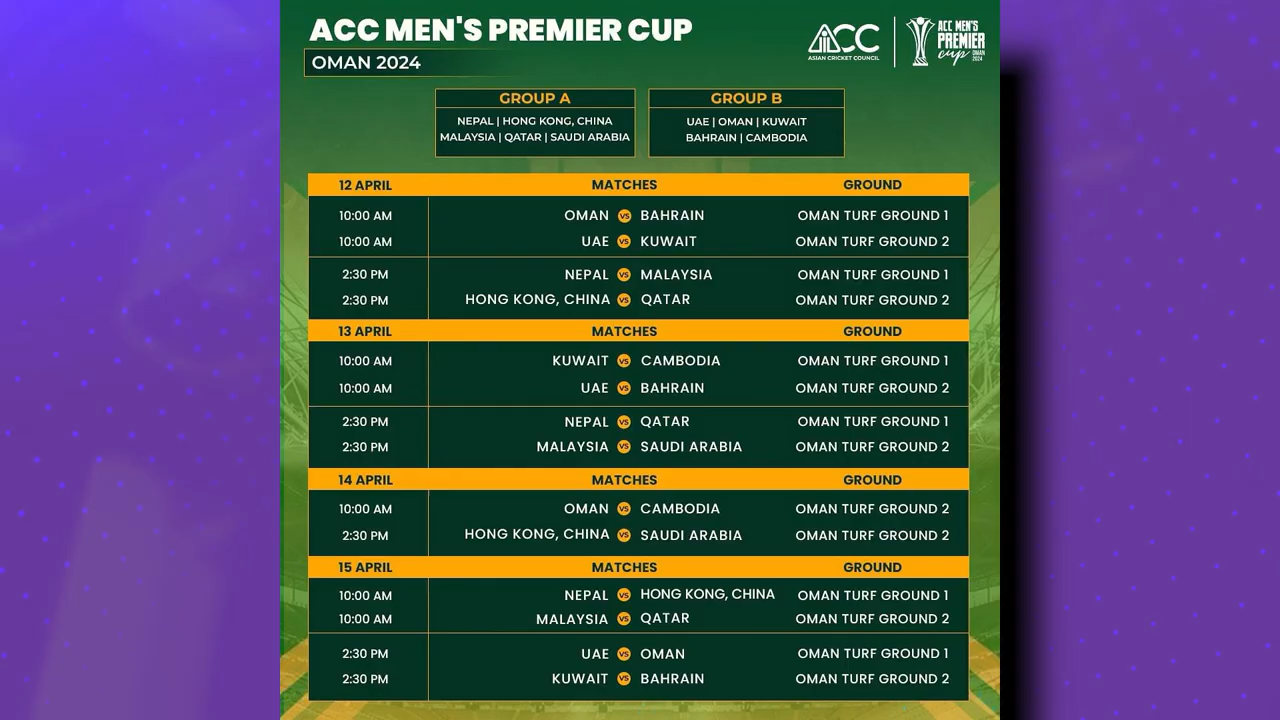 ACC MEN'S PREMIER CUP
OMAN 2024
ACC
ASIAN CRICKET COUNCIL
ACC MEN'S
PREMIER
cup OMAN 2024
GROUP A
NEPAL | HONG KONG, CHINA
MALAYSIA | QATAR | SAUDI ARABIA
GROUP B
UAE | OMAN | KUWAIT
BAHRAIN | CAMBODIA
12 APRIL MATCHES GROUND
10:00 AM OMAN VS BAHRAIN OMAN TURF GROUND 1
10:00 AM UAE VS KUWAIT OMAN TURF GROUND 2
2:30 PM NEPAL VS MALAYSIA OMAN TURF GROUND 1
2:30 PM HONG KONG, CHINA VS QATAR OMAN TURF GROUND 2
13 APRIL MATCHES GROUND
10:00 AM KUWAIT VS CAMBODIA OMAN TURF GROUND 1
10:00 AM UAE VS BAHRAIN OMAN TURF GROUND 2
2:30 PM NEPAL VS QATAR OMAN TURF GROUND 1
2:30 PM MALAYSIA VS SAUDI ARABIA OMAN TURF GROUND 2
14 APRIL MATCHES GROUND
10:00 AM OMAN VS CAMBODIA OMAN TURF GROUND 2
2:30 PM HONG KONG, CHINA VS SAUDI ARABIA OMAN TURF GROUND 2
15 APRIL MATCHES GROUND
10:00 AM NEPAL VS HONG KONG, CHINA OMAN TURF GROUND 1
10:00 AM MALAYSIA VS QATAR OMAN TURF GROUND 2
2:30 PM UAE VS OMAN OMAN TURF GROUND 1
2:30 PM KUWAIT VS BAHRAIN OMAN TURF GROUND 2